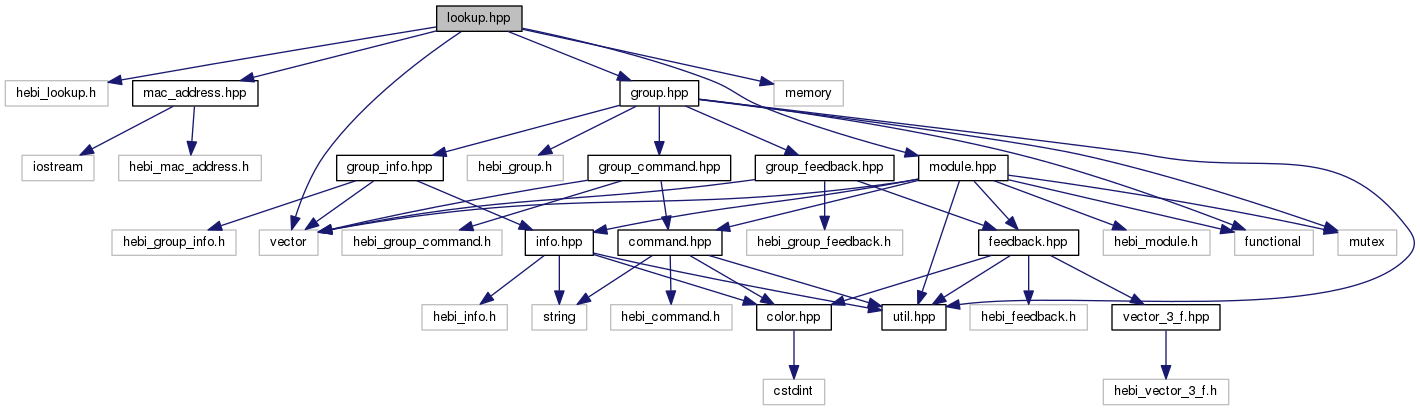 lookup.hpp
hebi_lookup.h
mac_address.hpp
group.hpp
memory
iostream
hebi_mac_address.h
group_info.hpp
hebi_group.h
group_command.hpp
group_feedback.hpp
module.hpp
hebi_group_info.h
vector
hebi_group_command.h
info.hpp
command.hpp
hebi_group_feedback.h
feedback.hpp
hebi_module.h
functional
mutex
hebi_info.h
string
hebi_command.h
color.hpp
util.hpp
hebi_feedback.h
vector_3_f.hpp
cstdint
hebi_vector_3_f.h